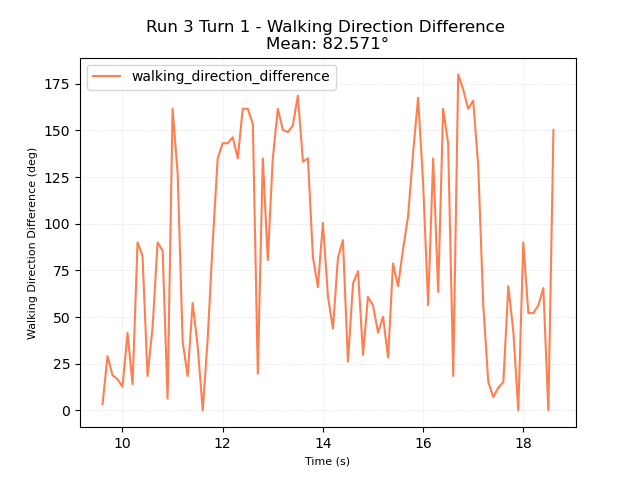 Run 3 Turn 1 - Walking Direction Difference
Mean: 82.571°
walking_direction_difference
Walking Direction Difference (deg)
175
150
125
100
75
50
25
0
10 12 14 16 18
Time (s)